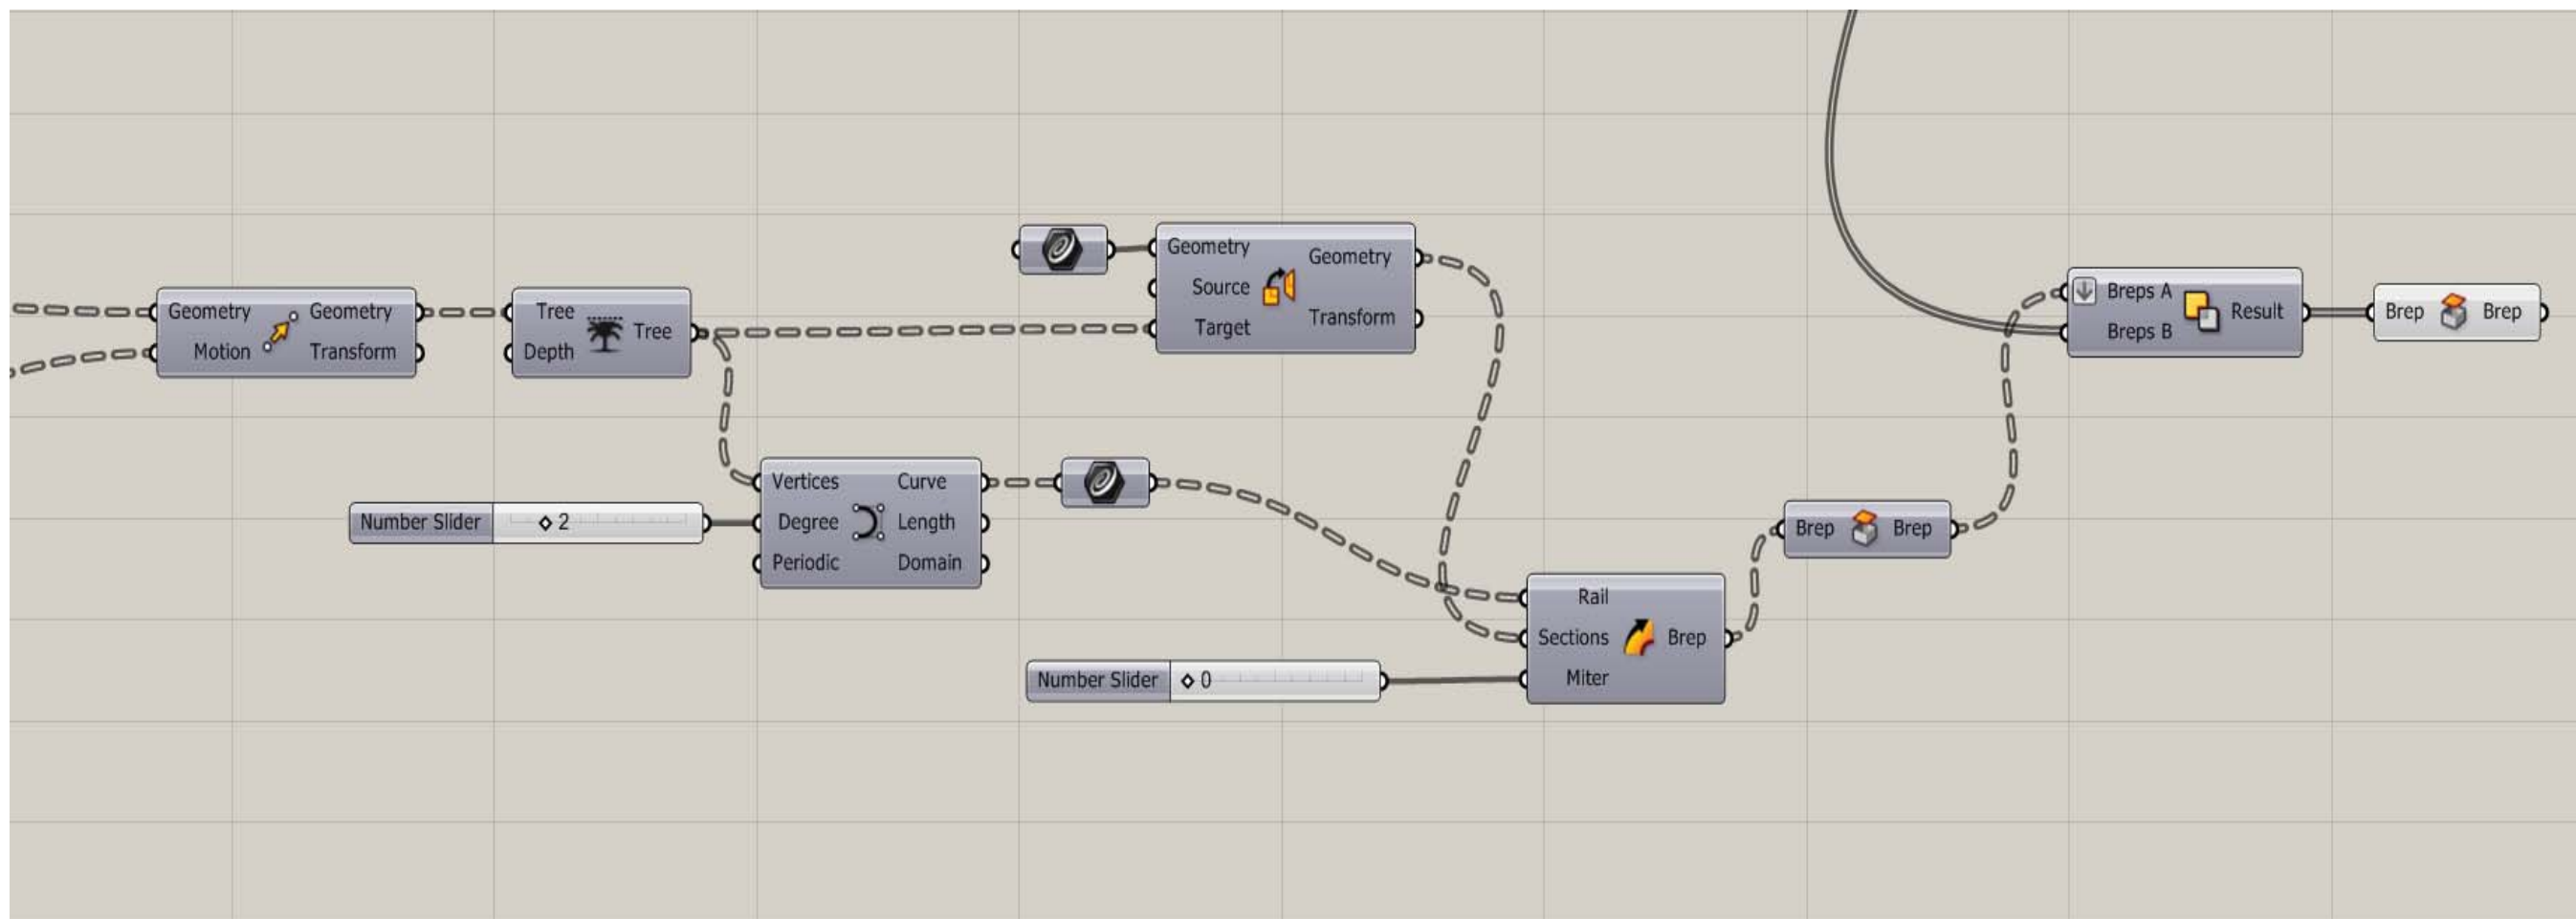 Geometry
Motion
Geometry
Transform
Tree
Depth
Tree
Geometry
Source
Target
Geometry
Transform
Breps A
Breps B
Result
Brep
Brep
Number Slider
2
Vertices
Degree
Periodic
Curve
Length
Domain
Brep
Brep
Number Slider
0
Rail
Sections
Miter
Brep